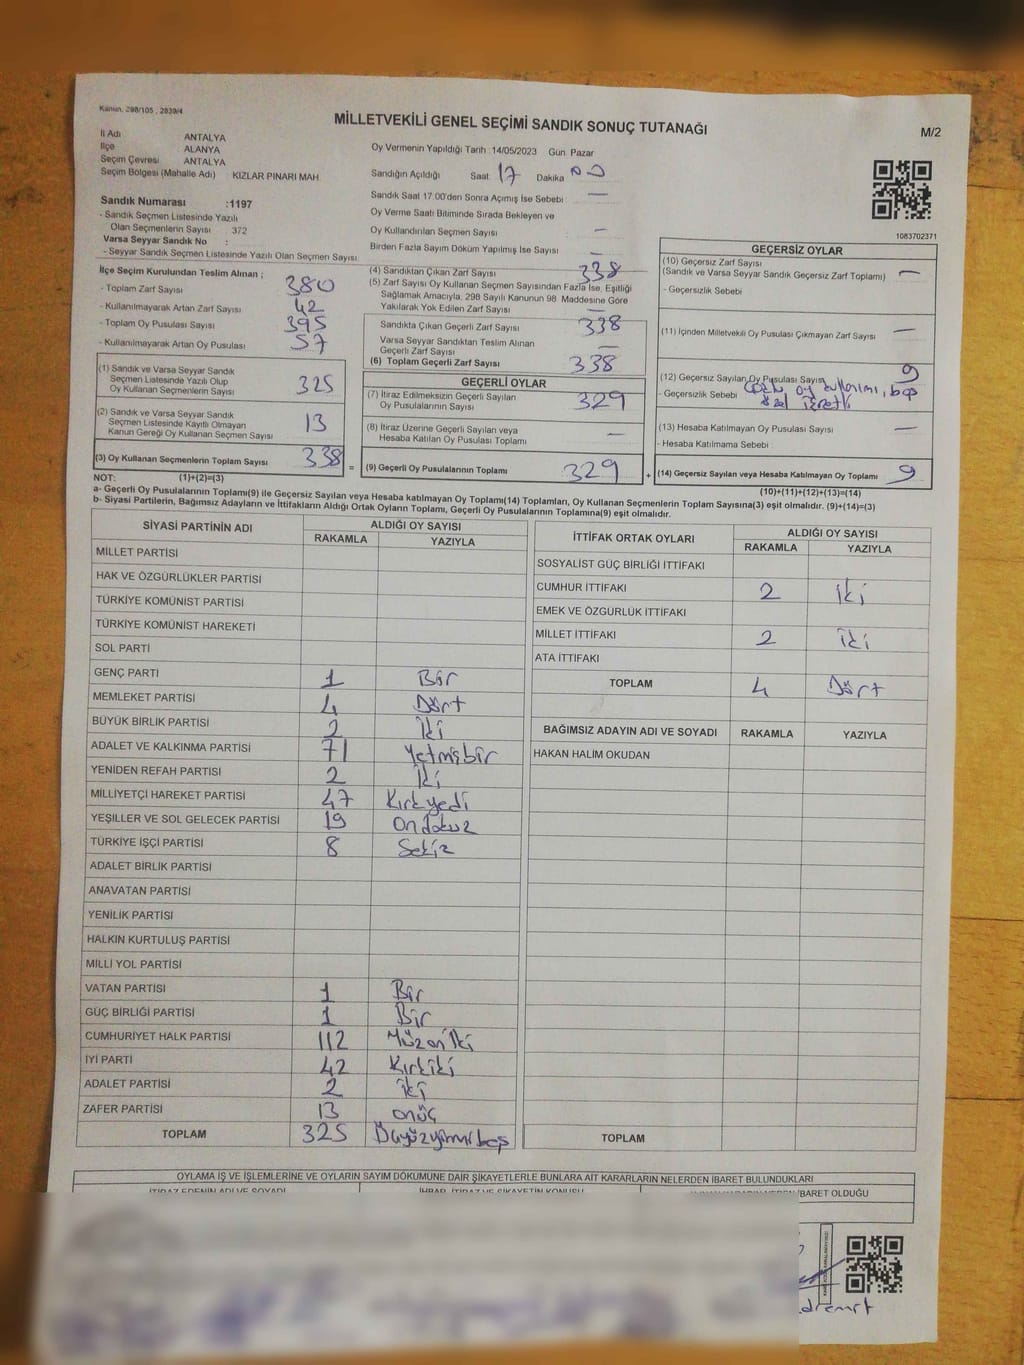 Kanun. 298/105 , 2839/4
MİLLETVEKİLİ GENEL SEÇİMİ SANDIK SONUÇ TUTANAĞI
M/2
İl Adı ANTALYA
İlçe ALANYA
Seçim Çevresi ANTALYA
Seçim Bölgesi (Mahalle Adı) KIZLAR PINARI MAH
Sandık Numarası :1197
- Sandık Seçmen Listesinde Yazılı
Olan Seçmenlerin Sayısı : 372
Varsa Seyyar Sandık No :
- Seyyar Sandık Seçmen Listesinde Yazılı Olan Seçmen Sayısı:
Oy Vermenin Yapıldığı Tarih :14/05/2023 Gün Pazar
Sandığın Açıldığı Saat 17 Dakika 00
Sandık Saat 17.00'den Sonra Açımış İse Sebebi —
Oy Verme Saati Bitiminde Sırada Bekleyen ve
Oy Kullandırılan Seçmen Sayısı —
Birden Fazla Sayım Döküm Yapılmış İse Sayısı —
1083702371
İlçe Seçim Kurulundan Teslim Alınan ;
- Toplam Zarf Sayısı 380
- Kullanılmayarak Artan Zarf Sayısı 42
- Toplam Oy Pusulası Sayısı 395
- Kullanılmayarak Artan Oy Pusulası 57
(1) Sandık ve Varsa Seyyar Sandık
Seçmen Listesinde Yazılı Olup
Oy Kullanan Seçmenlerin Sayısı 325
(2) Sandık ve Varsa Seyyar Sandık
Seçmen Listesinde Kayıtlı Olmayan
Kanun Gereği Oy Kullanan Seçmen Sayısı 13
(3) Oy Kullanan Seçmenlerin Toplam Sayısı 338 =
(4) Sandıktan Çıkan Zarf Sayısı 338
(5) Zarf Sayısı Oy Kullanan Seçmen Sayısından Fazla İse, Eşitliği
Sağlamak Amacıyla, 298 Sayılı Kanunun 98. Maddesine Göre
Yakılarak Yok Edilen Zarf Sayısı —
Sandıkta Çıkan Geçerli Zarf Sayısı 338
Varsa Seyyar Sandıktan Teslim Alınan
Geçerli Zarf Sayısı —
(6) Toplam Geçerli Zarf Sayısı 338
GEÇERLİ OYLAR
(7) İtiraz Edilmeksizin Geçerli Sayılan
Oy Pusulalarının Sayısı 329
(8) İtiraz Üzerine Geçerli Sayılan veya
Hesaba Katılan Oy Pusulası Toplamı —
(9) Geçerli Oy Pusulalarının Toplamı 329 +
GEÇERSİZ OYLAR
(10) Geçersiz Zarf Sayısı
(Sandık ve Varsa Seyyar Sandık Geçersiz Zarf Toplamı) —
- Geçersizlik Sebebi
(11) İçinden Milletvekili Oy Pusulası Çıkmayan Zarf Sayısı —
(12) Geçersiz Sayılan Oy Pusulası Sayısı 9
- Geçersizlik Sebebi oy kullanımı, boş
özel işaretli
(13) Hesaba Katılmayan Oy Pusulası Sayısı —
- Hesaba Katılmama Sebebi
(14) Geçersiz Sayılan veya Hesaba Katılmayan Oy Toplamı 9
NOT: (1)+(2)=(3)
(10)+(11)+(12)+(13)=(14)
a- Geçerli Oy Pusulalarının Toplamı(9) ile Geçersiz Sayılan veya Hesaba katılmayan Oy Toplamı(14) Toplamları, Oy Kullanan Seçmenlerin Toplam Sayısına(3) eşit olmalıdır. (9)+(14)=(3)
b- Siyasi Partilerin, Bağımsız Adayların ve İttifakların Aldığı Ortak Oyların Toplamı, Geçerli Oy Pusulalarının Toplamına(9) eşit olmalıdır.
SİYASİ PARTİNİN ADI ALDIĞI OY SAYISI
RAKAMLA YAZIYLA
MİLLET PARTİSİ
HAK VE ÖZGÜRLÜKLER PARTİSİ
TÜRKİYE KOMÜNİST PARTİSİ
TÜRKİYE KOMÜNİST HAREKETİ
SOL PARTİ
GENÇ PARTİ 1 Bir
MEMLEKET PARTİSİ 4 Dört
BÜYÜK BİRLİK PARTİSİ 2 İki
ADALET VE KALKINMA PARTİSİ 71 Yetmişbir
YENİDEN REFAH PARTİSİ 2 İki
MİLLİYETÇİ HAREKET PARTİSİ 47 Kırkyedi
YEŞİLLER VE SOL GELECEK PARTİSİ 19 Ondokuz
TÜRKİYE İŞÇİ PARTİSİ 8 Sekiz
ADALET BİRLİK PARTİSİ
ANAVATAN PARTİSİ
YENİLİK PARTİSİ
HALKIN KURTULUŞ PARTİSİ
MİLLİ YOL PARTİSİ
VATAN PARTİSİ 1 Bir
GÜÇ BİRLİĞİ PARTİSİ 1 Bir
CUMHURİYET HALK PARTİSİ 112 Yüzoniki
İYİ PARTİ 42 Kırkiki
ADALET PARTİSİ 2 iki
ZAFER PARTİSİ 13 onüç
TOPLAM 325 Üçyüzyirmibeş
İTTİFAK ORTAK OYLARI ALDIĞI OY SAYISI
RAKAMLA YAZIYLA
SOSYALİST GÜÇ BİRLİĞİ İTTİFAKI
CUMHUR İTTİFAKI 2 İki
EMEK VE ÖZGÜRLÜK İTTİFAKI
MİLLET İTTİFAKI 2 İki
ATA İTTİFAKI
TOPLAM 4 Dört
BAĞIMSIZ ADAYIN ADI VE SOYADI RAKAMLA YAZIYLA
HAKAN HALİM OKUDAN
TOPLAM
OYLAMA İŞ VE İŞLEMLERİNE VE OYLARIN SAYIM DÖKÜMÜNE DAİR ŞİKAYETLERLE BUNLARA AİT KARARLARIN NELERDEN İBARET BULUNDUKLARI
İTİRAZ EDENİN ADI VE SOYADI
İHBAR, İTİRAZ VE ŞİKAYETİN KONUSU
İBARET OLDUĞU